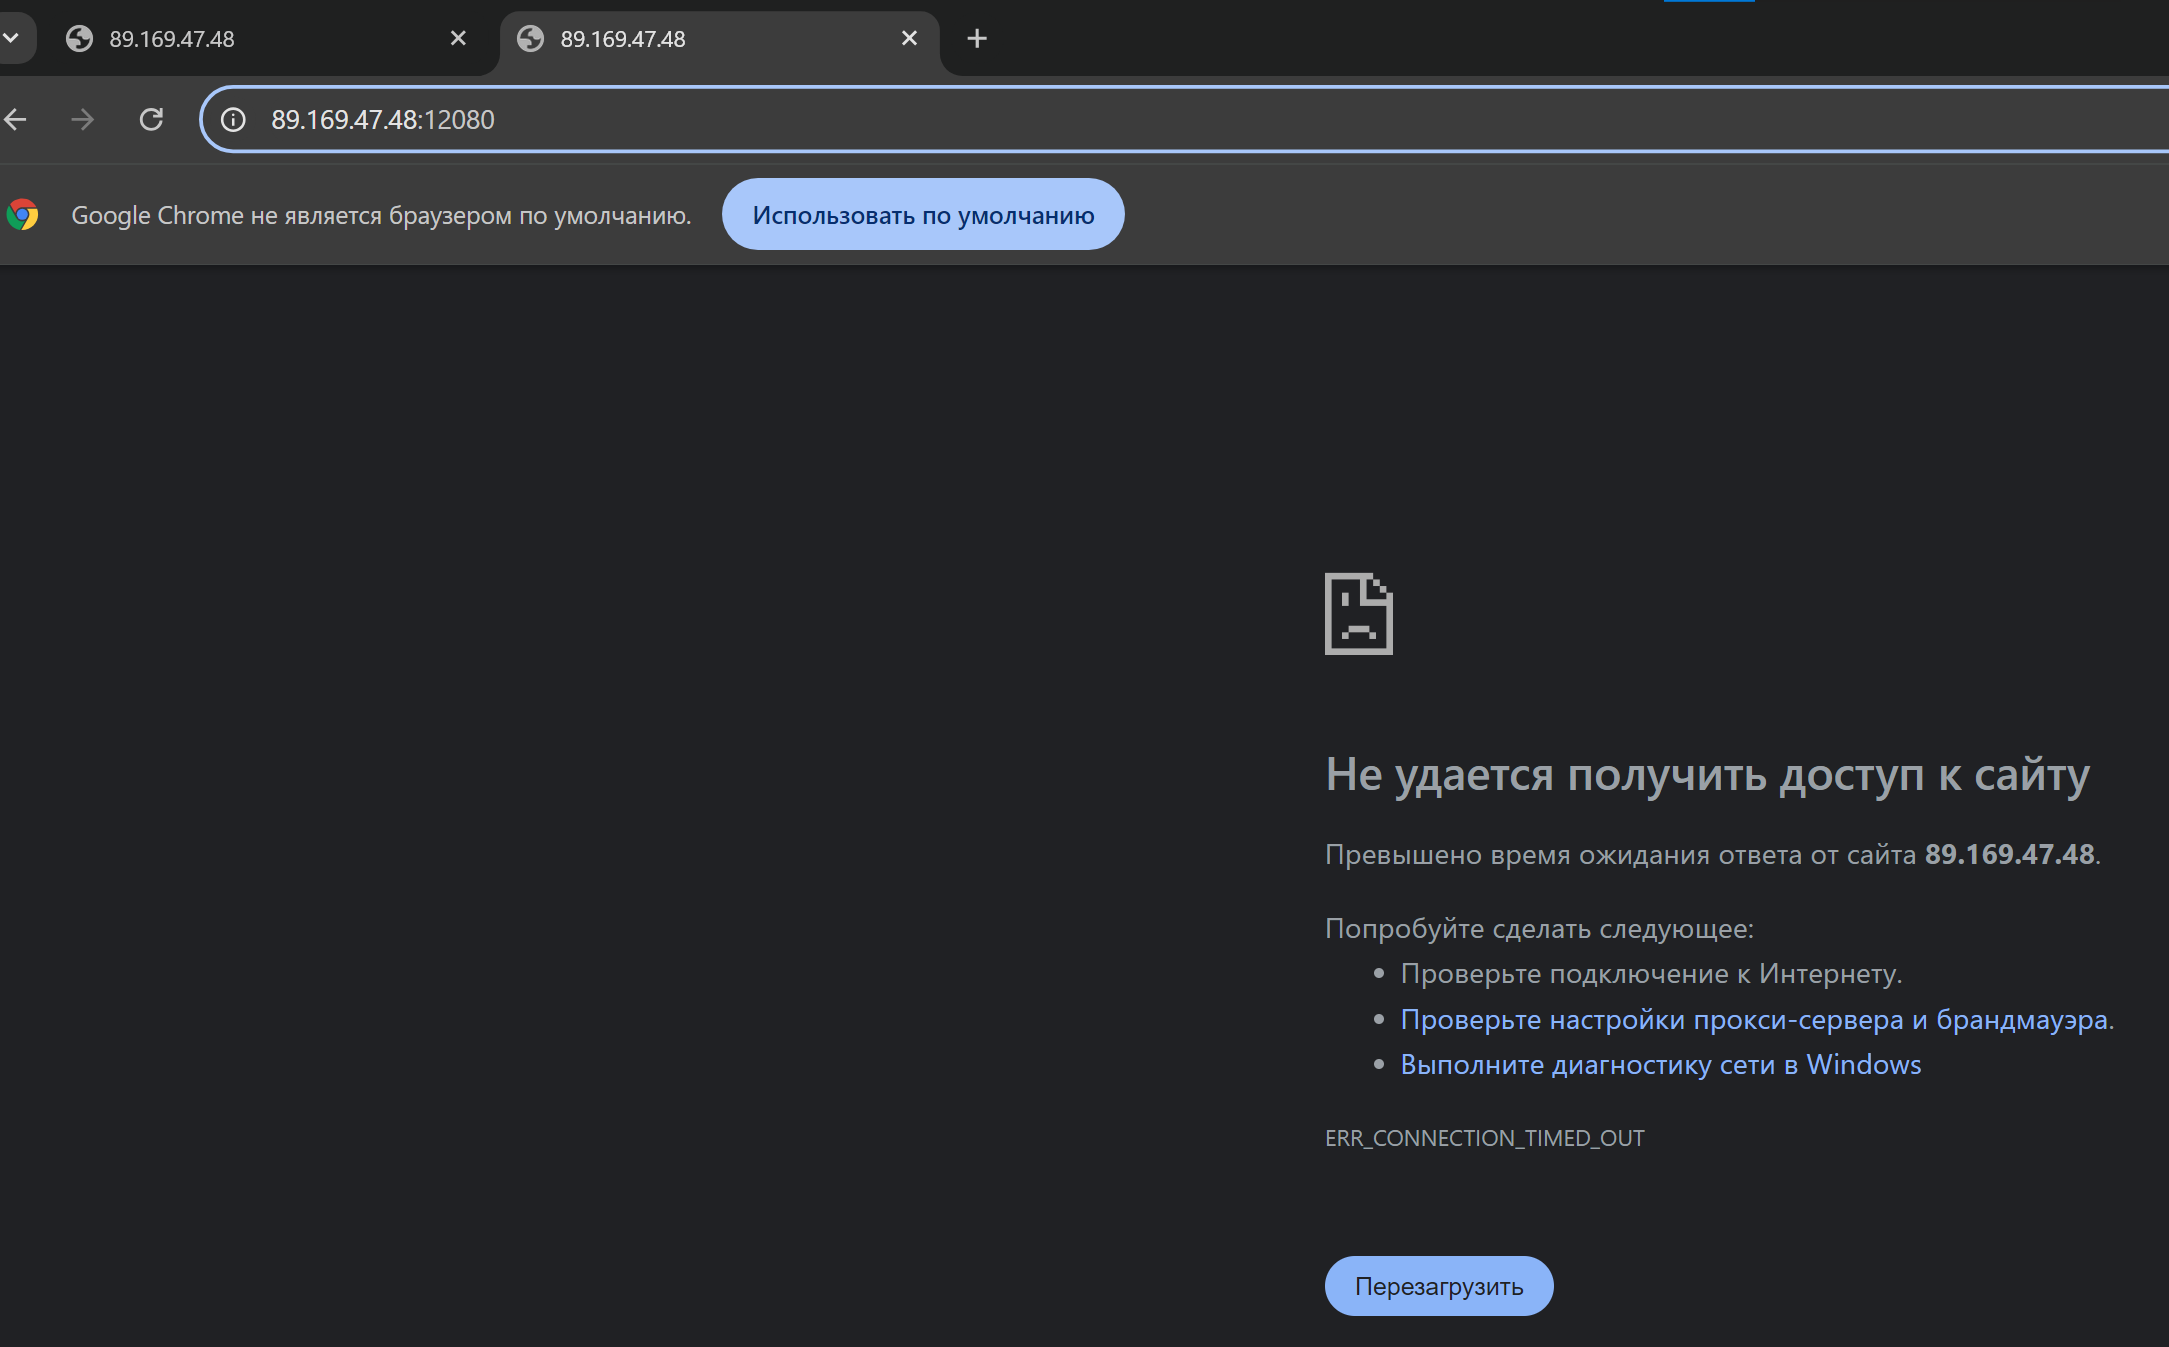 89.169.47.48
89.169.47.48
89.169.47.48:12080
Google Chrome не является браузером по умолчанию.
Использовать по умолчанию
Не удается получить доступ к сайту
Превышено время ожидания ответа от сайта 89.169.47.48.
Попробуйте сделать следующее:
Проверьте подключение к Интернету.
Проверьте настройки прокси-сервера и брандмауэра.
Выполните диагностику сети в Windows
ERR_CONNECTION_TIMED_OUT
Перезагрузить